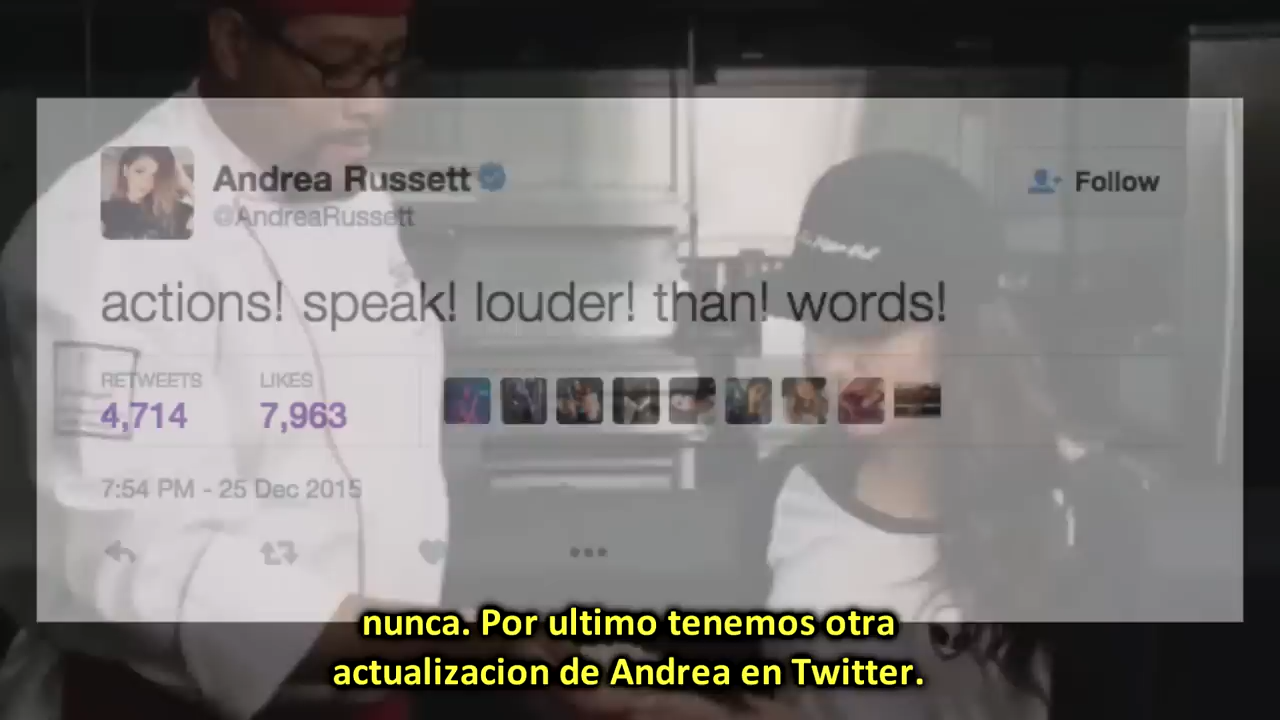 Andrea Russett
@AndreaRussett
Follow
actions! speak! louder! than! words!
RETWEETS
LIKES
4,714
7,963
7:54 PM - 25 Dec 2015
nunca. Por ultimo tenemos otra
actualizacion de Andrea en Twitter.